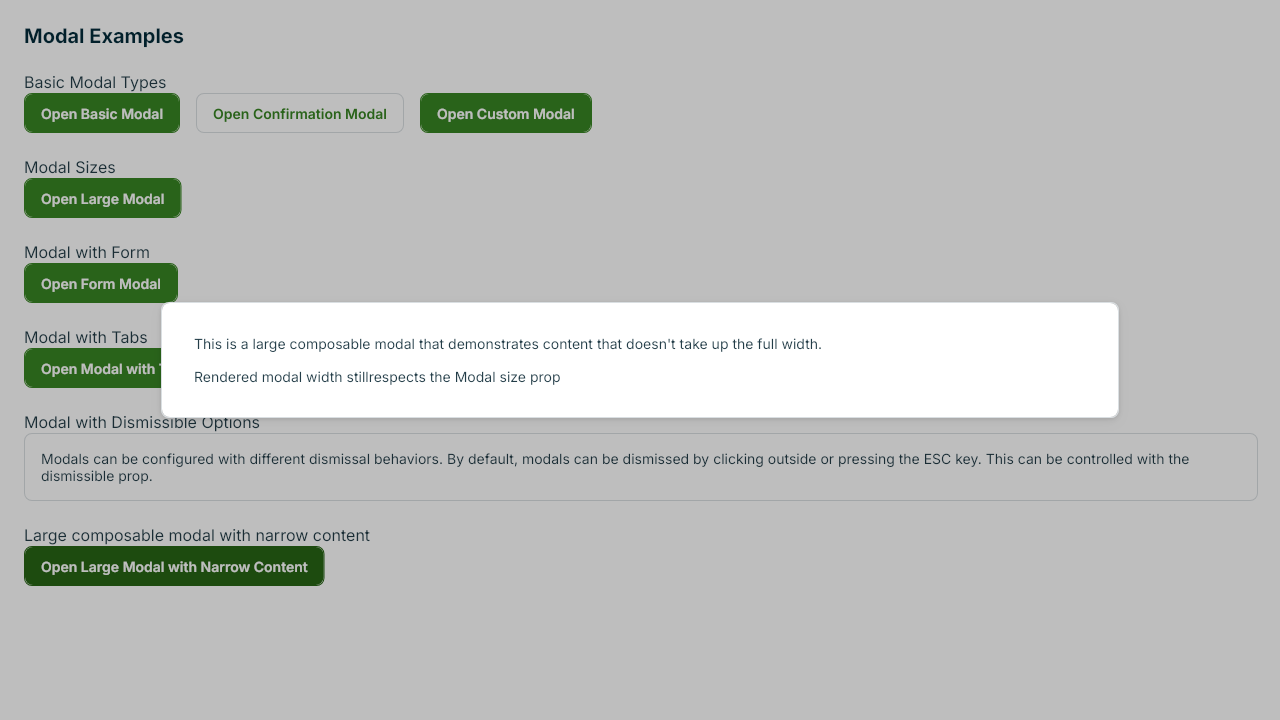 Modal Examples
Basic Modal Types
Open Basic Modal
Open Confirmation Modal
Open Custom Modal
Modal Sizes
Open Large Modal
Modal with Form
Open Form Modal
Modal with Tabs
Open Modal with
This is a large composable modal that demonstrates content that doesn't take up the full width.
Rendered modal width stillrespects the Modal size prop
Modal with Dismissible Options
Modals can be configured with different dismissal behaviors. By default, modals can be dismissed by clicking outside or pressing the ESC key. This can be controlled with the
dismissible prop.
Large composable modal with narrow content
Open Large Modal with Narrow Content